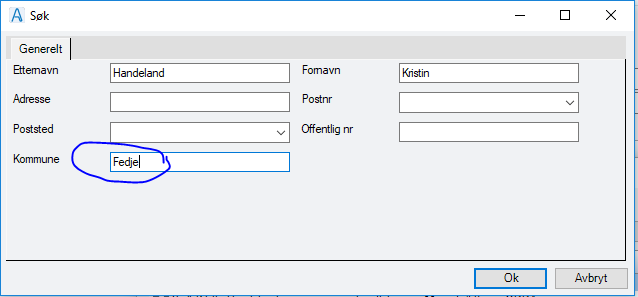 Søk
Generelt
Etternavn Handeland Fornavn Kristin
Adresse Postnr
Poststed Offentlig nr
Kommune Fedje
Ok Avbryt